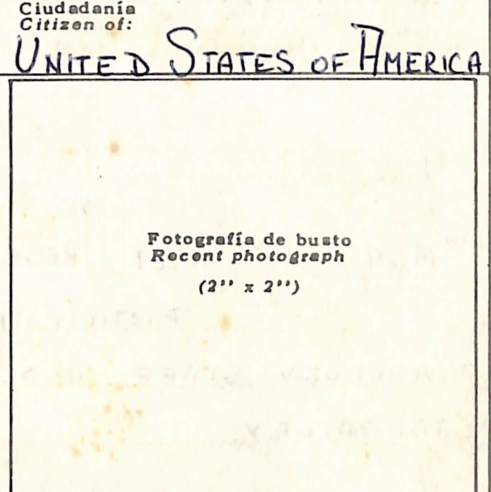 Ciudadanía
Citizen of:
UNITED STATES OF AMERICA
Fotografía de busto
Recent photograph
(2'' x 2'')